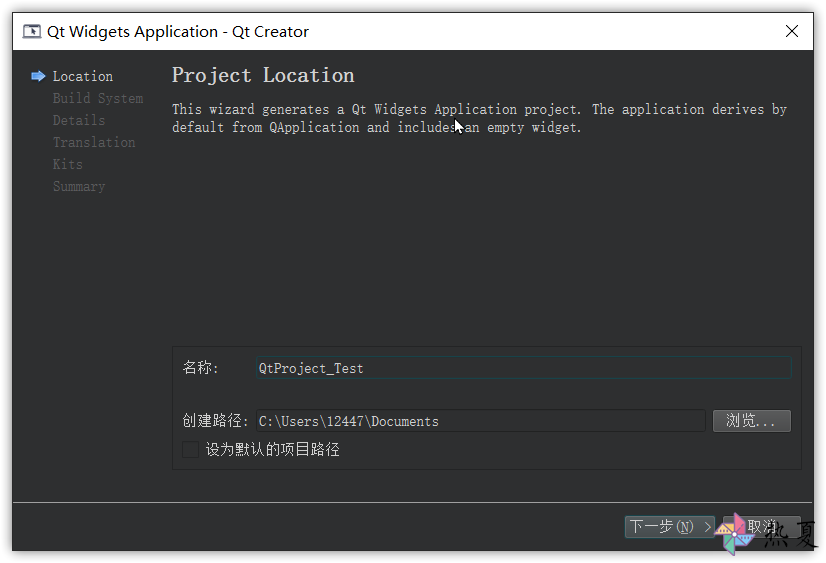 Qt Widgets Application - Qt Creator
Location
Build System
Details
Translation
Kits
Summary
Project Location
This wizard generates a Qt Widgets Application project. The application derives by
default from QApplication and includes an empty widget.
名称:
QtProject_Test
创建路径:
C:\Users\12447\Documents
浏览...
设为默认的项目路径
下一步(N) >
取消
热夏